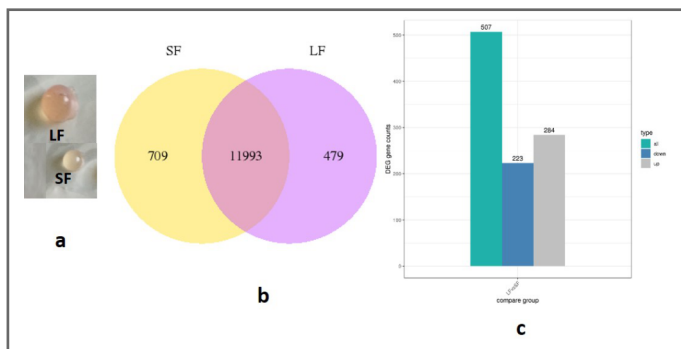 LF
SF
a
SF
LF
709
11993
479
b
DEG gene counts
500
400
300
200
100
0
507
223
284
compare group
type
all
down
up
c